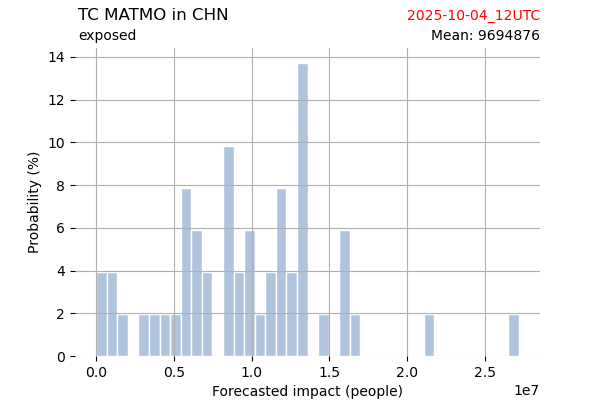 TC MATMO in CHN
2025-10-04_12UTC
exposed
Mean: 9694876
14
12
10
8
6
4
2
0
Probability (%)
0.0 0.5 1.0 1.5 2.0 2.5
1e7
Forecasted impact (people)